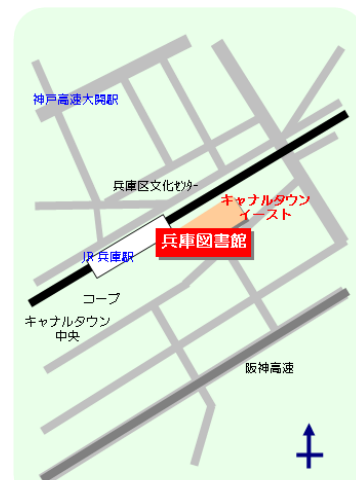 神戸高速大開駅
兵庫区文化センター
キャナルタウン
イースト
兵庫図書館
JR兵庫駅
コープ
キャナルタウン
中央
阪神高速